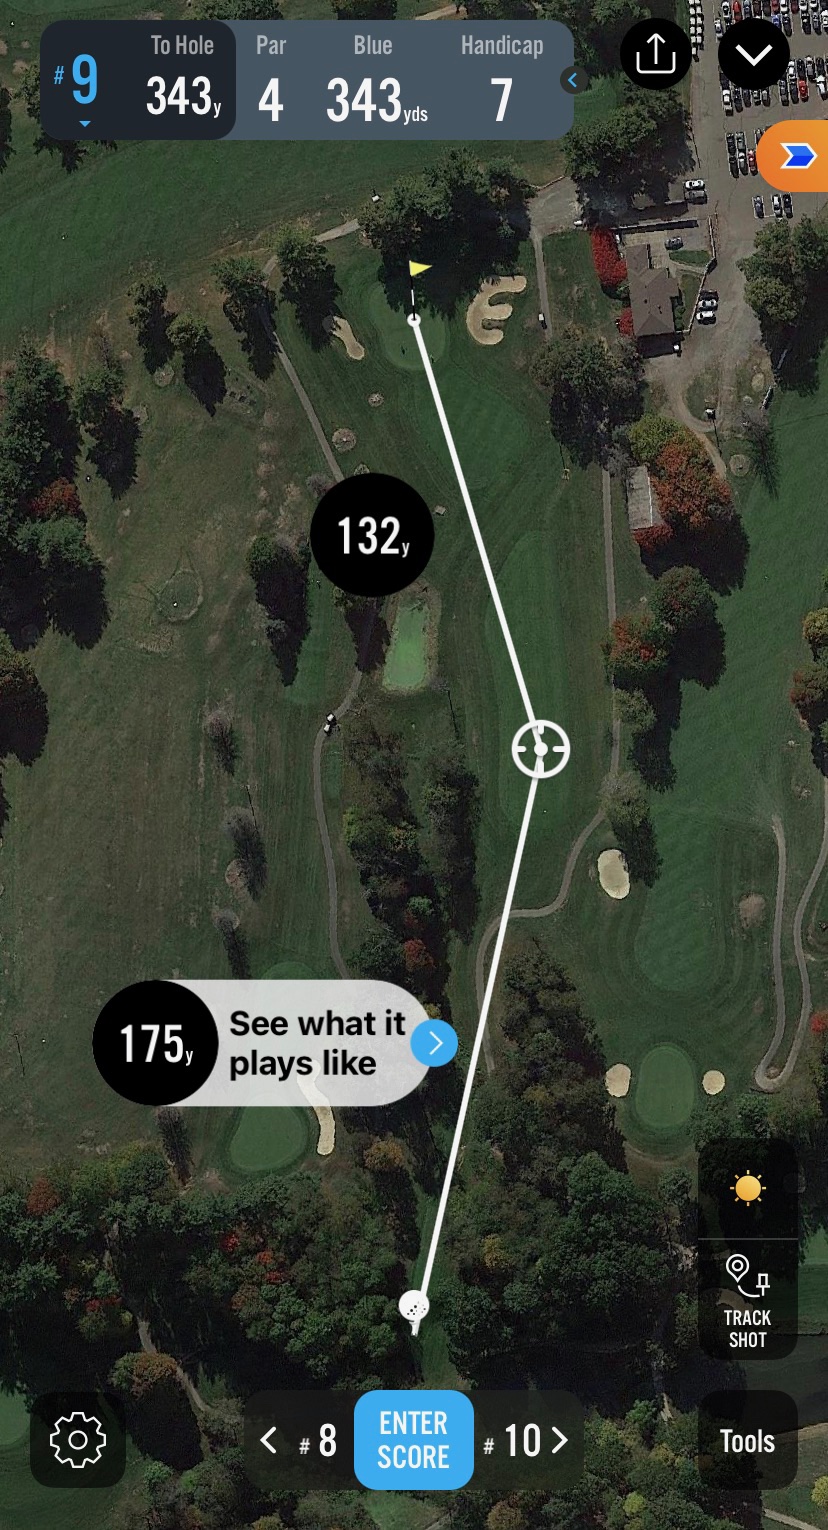 To Hole Par Blue Handicap
#9 343y 4 343yds 7
132y
175y
See what it
plays like
TRACK
SHOT
#8
ENTER
SCORE
#10
Tools